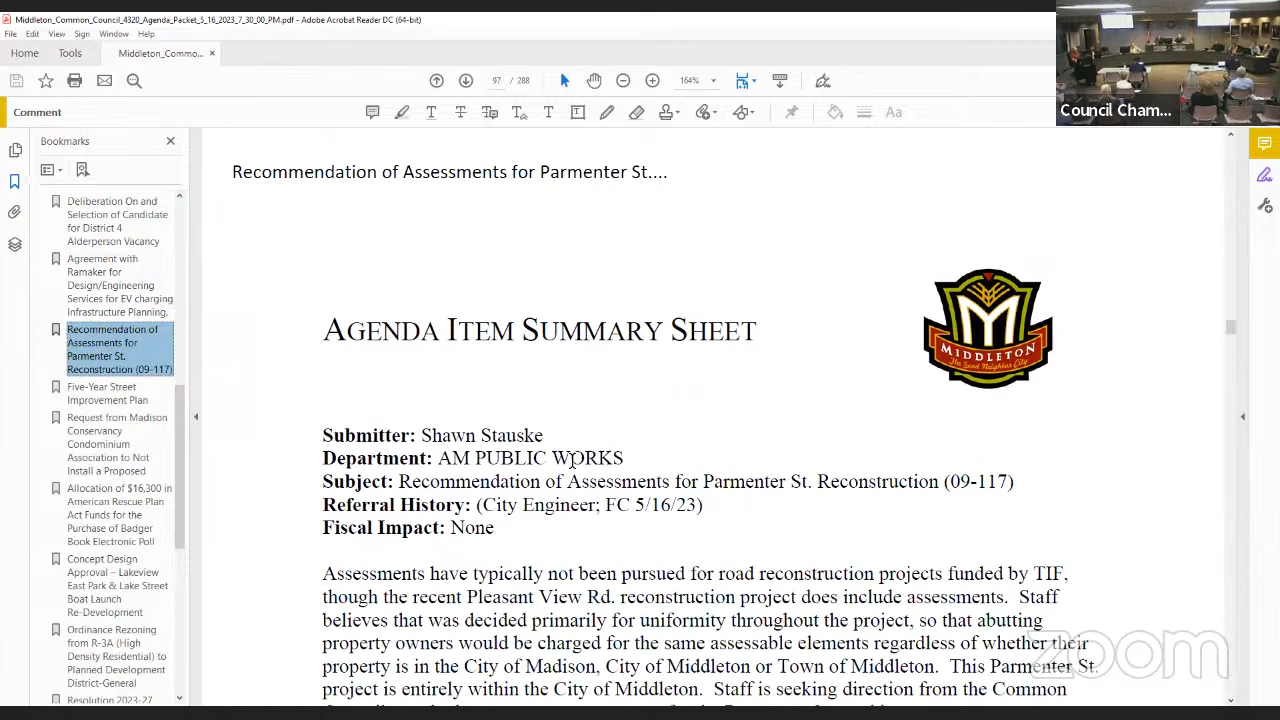 Middleton_Common_Council_4320_Agenda_Packet_5_16_2023_7_30_00_PM.pdf - Adobe Acrobat Reader DC (64-bit)
File Edit View Sign Window Help
Home Tools Middleton_Commo... ×
97 / 288 164%
Comment
Aa
Council Cham...
Bookmarks
Deliberation On and
Selection of Candidate
for District 4
Alderperson Vacancy
Agreement with
Ramaker for
Design/Engineering
Services for EV charging
Infrastructure Planning,
Recommendation of
Assessments for
Parmenter St.
Reconstruction (09-117)
Five-Year Street
Improvement Plan
Request from Madison
Conservancy
Condominium
Association to Not
Install a Proposed
Allocation of $16,300 in
American Rescue Plan
Act Funds for the
Purchase of Badger
Book Electronic Poll
Concept Design
Approval – Lakeview
East Park & Lake Street
Boat Launch
Re-Development
Ordinance Rezoning
from R-3A (High
Density Residential) to
Planned Development
District-General
Resolution 2023-27
Recommendation of Assessments for Parmenter St....
AGENDA ITEM SUMMARY SHEET
MIDDLETON
The Good Neighbor City
Submitter: Shawn Stauske
Department: AM PUBLIC WORKS
Subject: Recommendation of Assessments for Parmenter St. Reconstruction (09-117)
Referral History: (City Engineer; FC 5/16/23)
Fiscal Impact: None
Assessments have typically not been pursued for road reconstruction projects funded by TIF,
though the recent Pleasant View Rd. reconstruction project does include assessments. Staff
believes that was decided primarily for uniformity throughout the project, so that abutting
property owners would be charged for the same assessable elements regardless of whether their
property is in the City of Madison, City of Middleton or Town of Middleton. This Parmenter St.
project is entirely within the City of Middleton. Staff is seeking direction from the Common
zoom